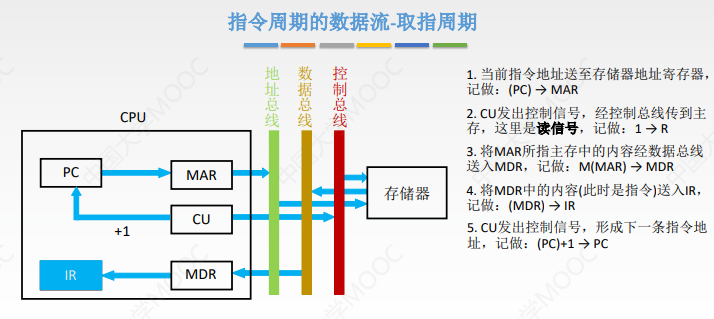 指令周期的数据流-取指周期
地址总线
数据总线
控制总线
CPU
PC
MAR
CU
+1
IR
MDR
存储器
1. 当前指令地址送至存储器地址寄存器，
记做：(PC) → MAR
2. CU发出控制信号，经控制总线传到主
存，这里是读信号，记做：1 → R
3. 将MAR所指主存中的内容经数据总线
送入MDR，记做：M(MAR) → MDR
4. 将MDR中的内容(此时是指令)送入IR，
记做：(MDR) → IR
5. CU发出控制信号，形成下一条指令地
址，记做：(PC)+1 → PC
中国大学MOOC